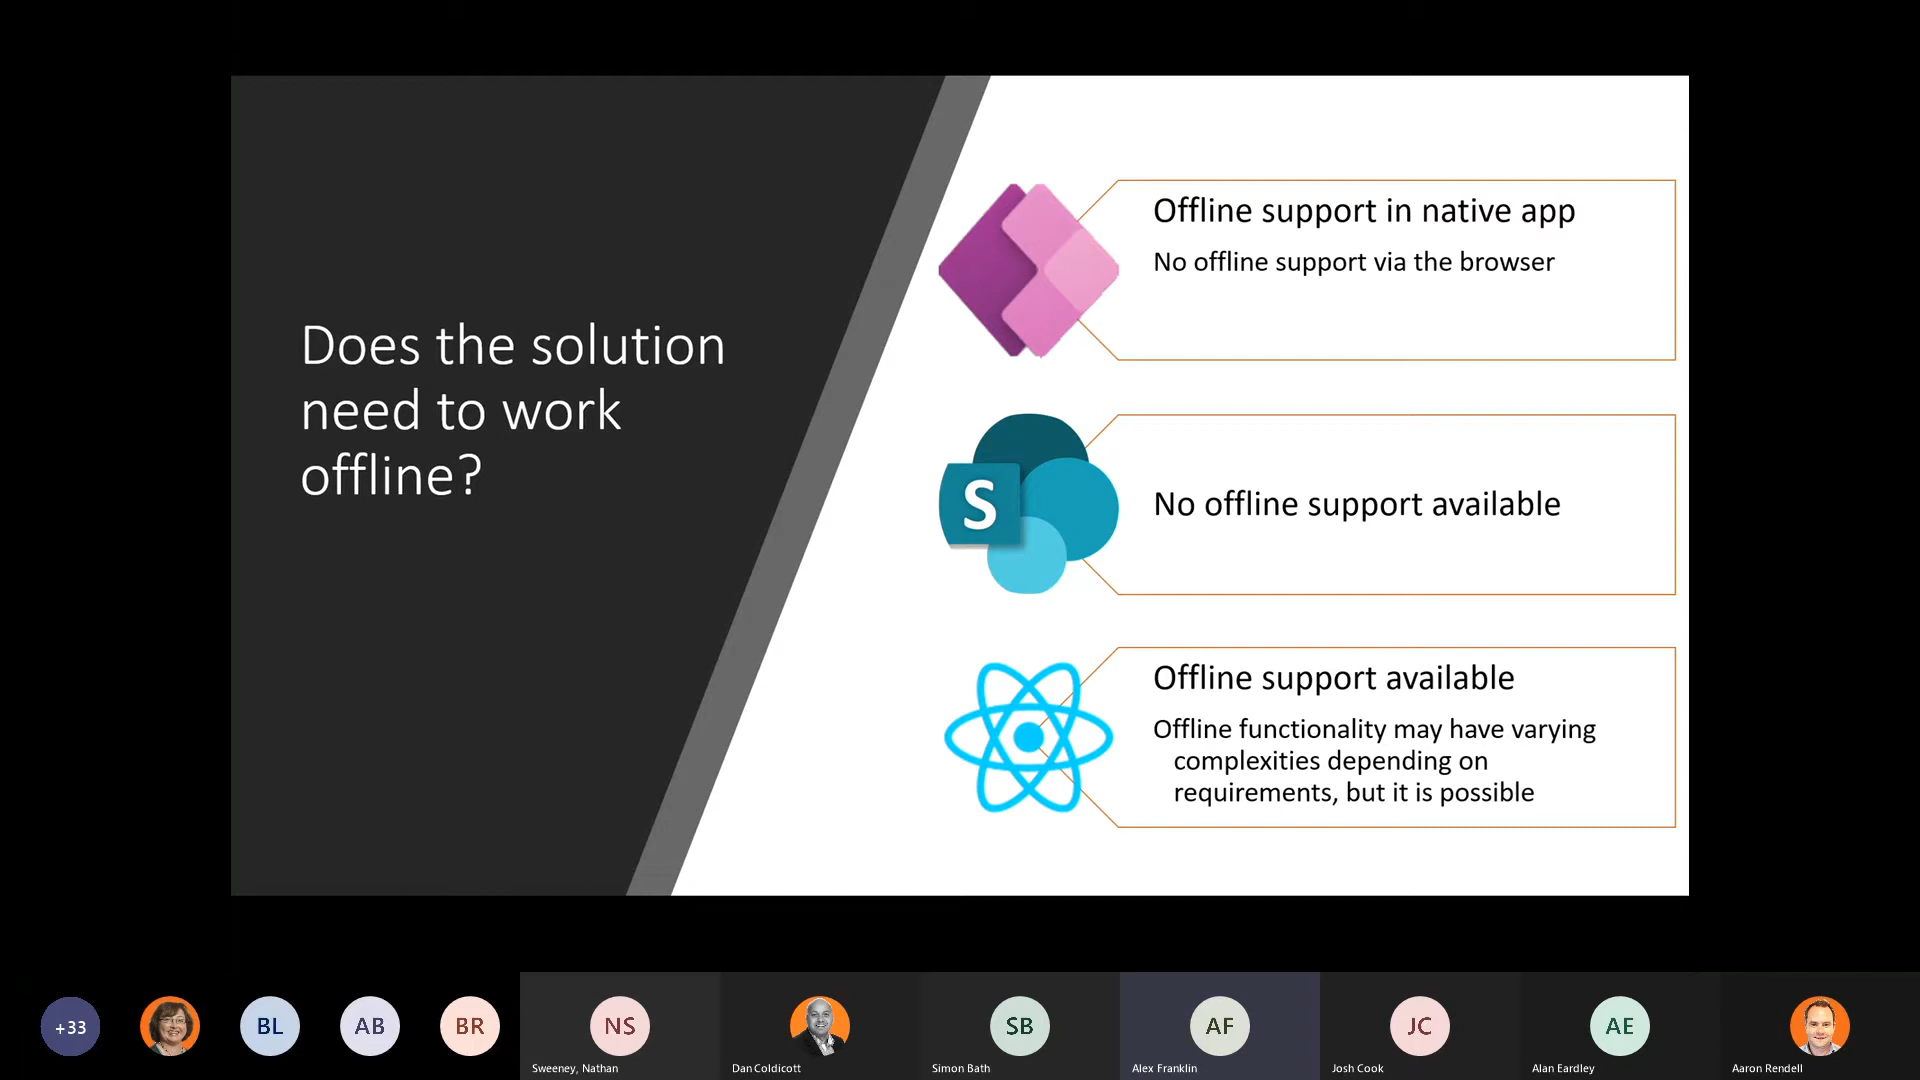 Does the solution
need to work
offline?
Offline support in native app
No offline support via the browser
S
No offline support available
Offline support available
Offline functionality may have varying
complexities depending on
requirements, but it is possible
+33
BL
AB
BR
NS
SB
AF
JC
AE
Sweeney, Nathan
Dan Coldicott
Simon Bath
Alex Franklin
Josh Cook
Alan Eardley
Aaron Rendell